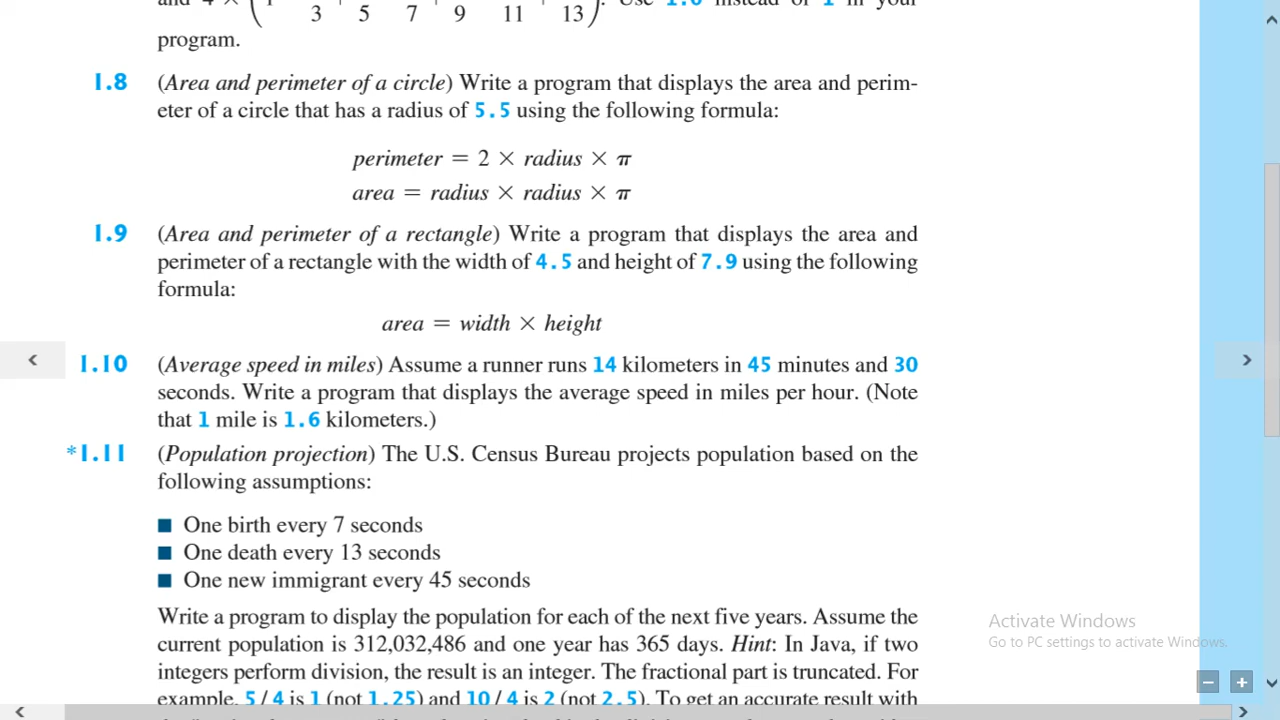 3 5 7 9 11 13
program.
1.8 (Area and perimeter of a circle) Write a program that displays the area and perim-
eter of a circle that has a radius of 5.5 using the following formula:
perimeter = 2 × radius × π
area = radius × radius × π
1.9 (Area and perimeter of a rectangle) Write a program that displays the area and
perimeter of a rectangle with the width of 4.5 and height of 7.9 using the following
formula:
area = width × height
1.10 (Average speed in miles) Assume a runner runs 14 kilometers in 45 minutes and 30
seconds. Write a program that displays the average speed in miles per hour. (Note
that 1 mile is 1.6 kilometers.)
*1.11 (Population projection) The U.S. Census Bureau projects population based on the
following assumptions:
■ One birth every 7 seconds
■ One death every 13 seconds
■ One new immigrant every 45 seconds
Write a program to display the population for each of the next five years. Assume the
current population is 312,032,486 and one year has 365 days. Hint: In Java, if two
integers perform division, the result is an integer. The fractional part is truncated. For
example, 5 / 4 is 1 (not 1.25) and 10 / 4 is 2 (not 2.5). To get an accurate result with
Activate Windows
Go to PC settings to activate Windows.